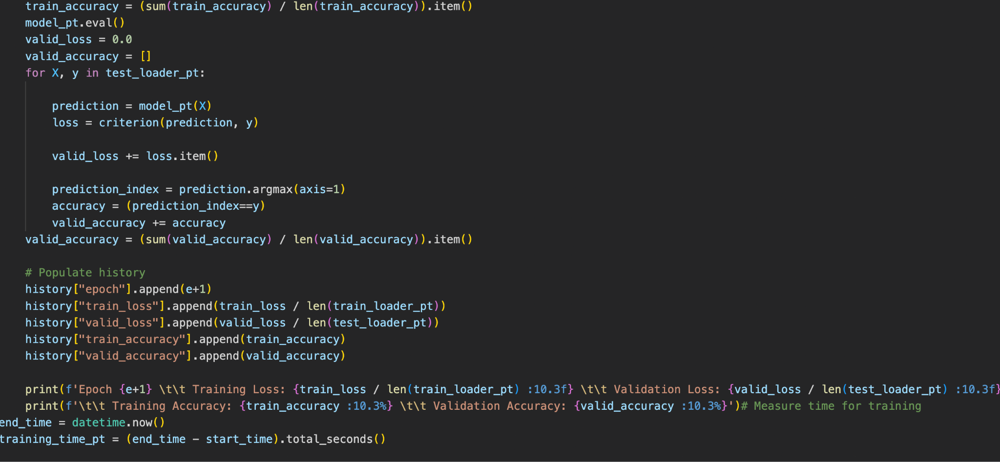 train_accuracy = (sum(train_accuracy) / len(train_accuracy)).item()
model_pt.eval()
valid_loss = 0.0
valid_accuracy = []
for X, y in test_loader_pt:
prediction = model_pt(X)
loss = criterion(prediction, y)
valid_loss += loss.item()
prediction_index = prediction.argmax(axis=1)
accuracy = (prediction_index==y)
valid_accuracy += accuracy
valid_accuracy = (sum(valid_accuracy) / len(valid_accuracy)).item()
# Populate history
history["epoch"].append(e+1)
history["train_loss"].append(train_loss / len(train_loader_pt))
history["valid_loss"].append(valid_loss / len(test_loader_pt))
history["train_accuracy"].append(train_accuracy)
history["valid_accuracy"].append(valid_accuracy)
print(f'Epoch {e+1} \t\t Training Loss: {train_loss / len(train_loader_pt) :10.3f} \t\t Validation Loss: {valid_loss / len(test_loader_pt) :10.3f}
print(f'\t\t Training Accuracy: {train_accuracy :10.3%} \t\t Validation Accuracy: {valid_accuracy :10.3%}')# Measure time for training
end_time = datetime.now()
training_time_pt = (end_time - start_time).total_seconds()